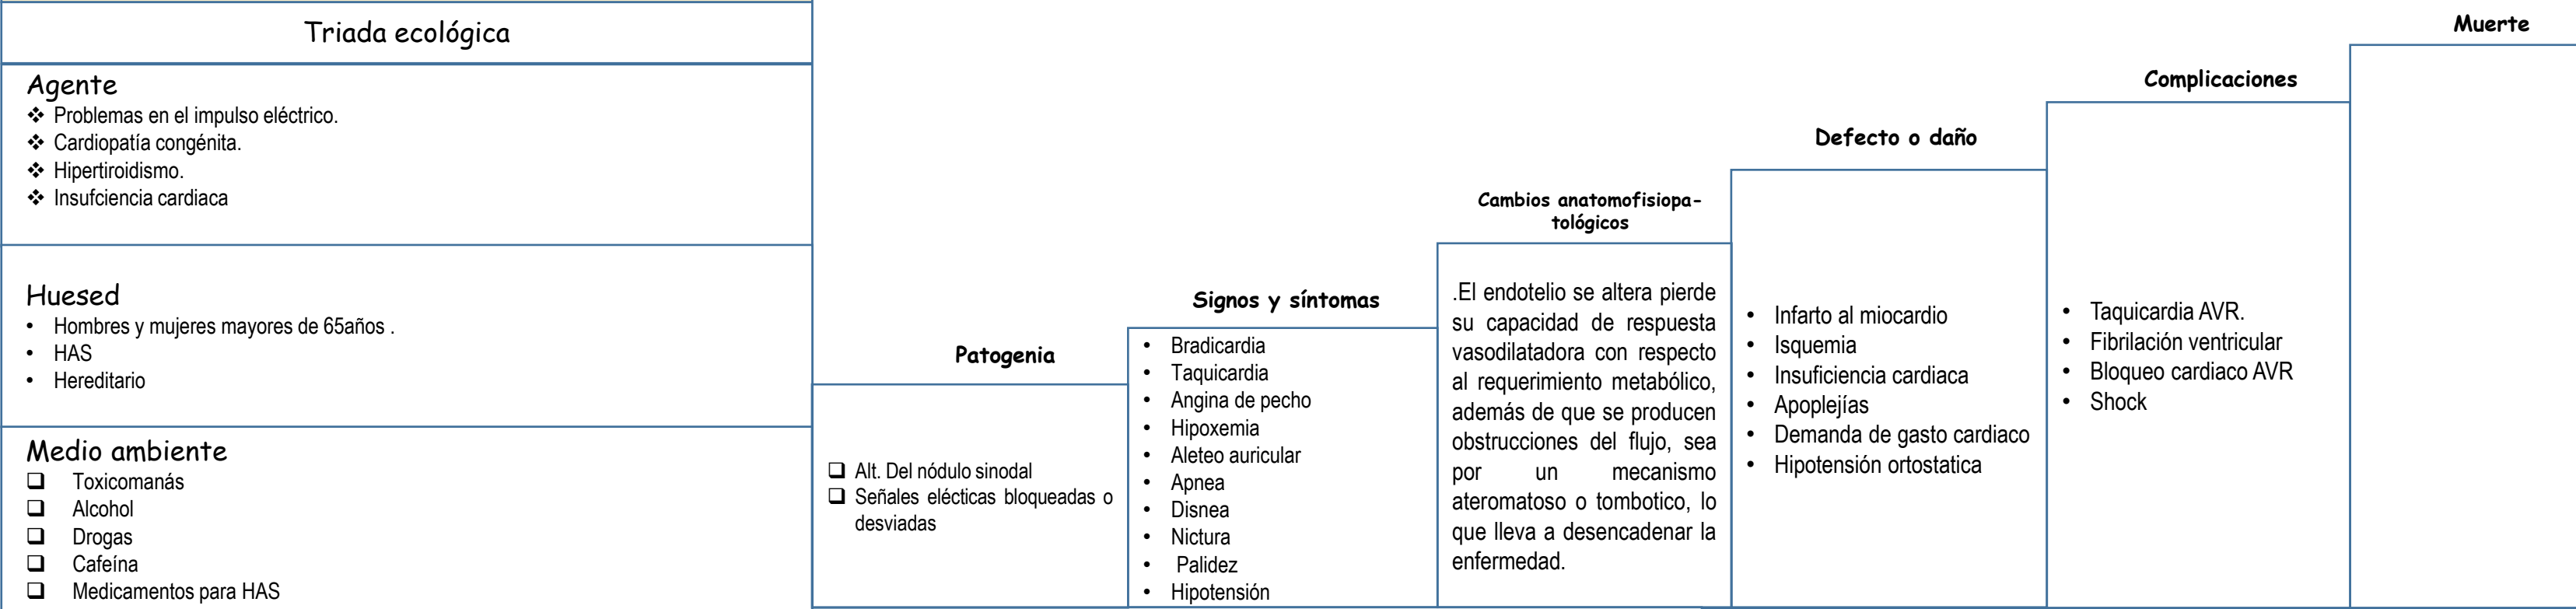 Triada ecológica
Agente
❖ Problemas en el impulso eléctrico.
❖ Cardiopatía congénita.
❖ Hipertiroidismo.
❖ Insufciencia cardiaca
Huesed
• Hombres y mujeres mayores de 65años .
• HAS
• Hereditario
Medio ambiente
❑ Toxicomanás
❑ Alcohol
❑ Drogas
❑ Cafeína
❑ Medicamentos para HAS
Patogenia
❑ Alt. Del nódulo sinodal
❑ Señales elécticas bloqueadas o
desviadas
Signos y síntomas
• Bradicardia
• Taquicardia
• Angina de pecho
• Hipoxemia
• Aleteo auricular
• Apnea
• Disnea
• Nictura
• Palidez
• Hipotensión
Cambios anatomofisiopa-
tológicos
.El endotelio se altera pierde
su capacidad de respuesta
vasodilatadora con respecto
al requerimiento metabólico,
además de que se producen
obstrucciones del flujo, sea
por un mecanismo
ateromatoso o tombotico, lo
que lleva a desencadenar la
enfermedad.
Defecto o daño
• Infarto al miocardio
• Isquemia
• Insuficiencia cardiaca
• Apoplejías
• Demanda de gasto cardiaco
• Hipotensión ortostatica
Complicaciones
• Taquicardia AVR.
• Fibrilación ventricular
• Bloqueo cardiaco AVR
• Shock
Muerte